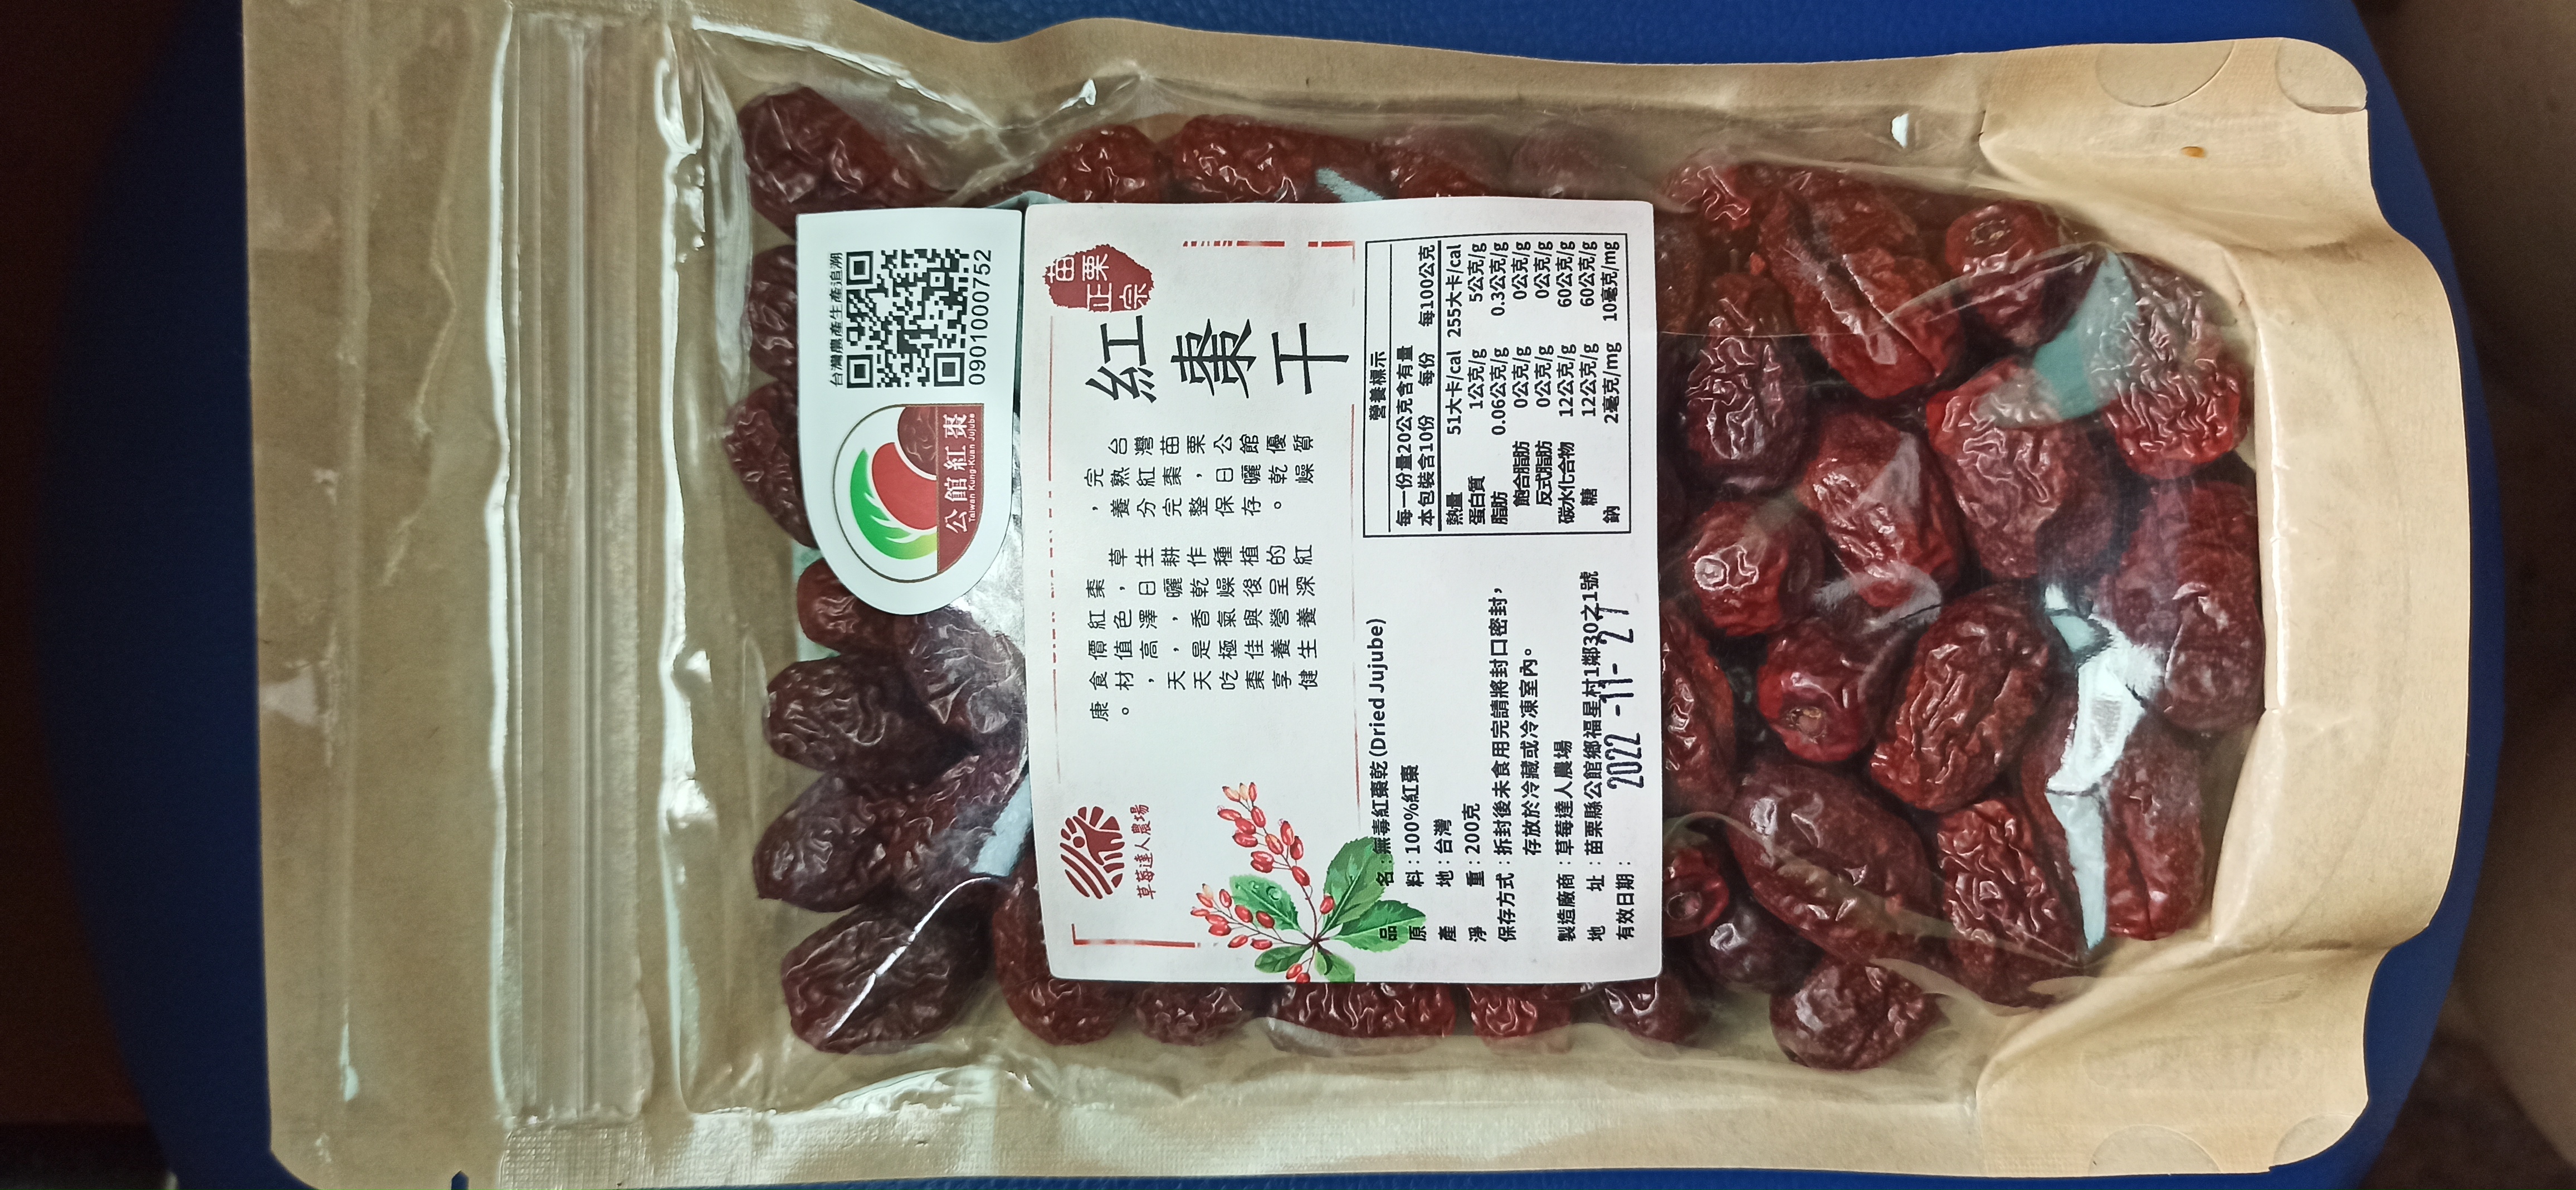 台灣農產生產追溯
0901000752
公館紅棗
Taiwan Kung-Kuan Jujube
苗栗
正宗
紅棗干
台灣苗栗公館優質
完熟紅棗，日曬乾燥
，養分完整保存。
草生耕作種植的紅
棗，日曬乾燥後呈深
紅色澤，香氣與營養
價值高，是極佳養生
食材，天天吃棗享健
康。
草莓達人農場
品名:無毒紅棗乾(Dried Jujube)
原料:100%紅棗
產地:台灣
淨重:200克
保存方式:拆封後未食用完請將封口密封，
存放於冷藏或冷凍室內。
製造廠商:草莓達人農場
地址:苗栗縣公館鄉福星村1鄰30之1號
有效日期:
2022-11-27
營養標示
每一份量20公克含有量
本包裝含10份 每份 每100公克
熱量 51大卡/cal 255大卡/cal
蛋白質 1公克/g 5公克/g
脂肪 0.06公克/g 0.3公克/g
飽合脂肪 0公克/g 0公克/g
反式脂肪 0公克/g 0公克/g
碳水化合物 12公克/g 60公克/g
糖 12公克/g 60公克/g
鈉 2毫克/mg 10毫克/mg